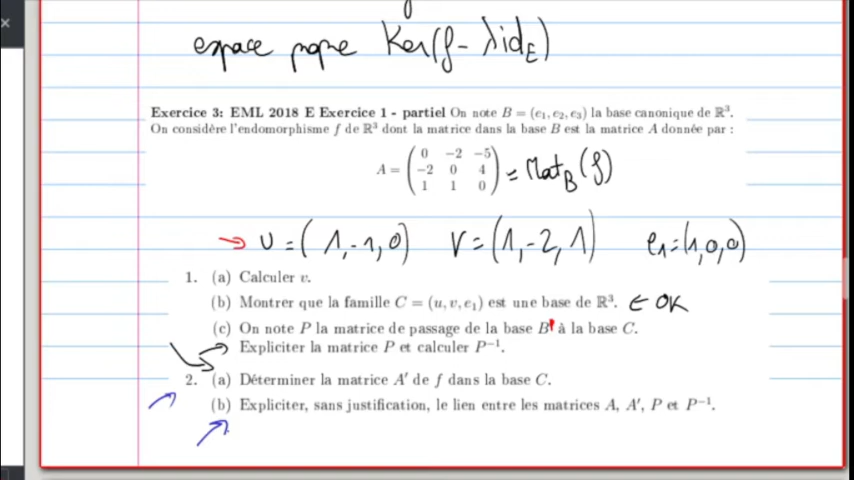 espace propre Ker(f - λid_E)
Exercice 3: EML 2018 E Exercice 1 - partiel On note B = (e₁, e₂, e₃) la base canonique de ℝ³.
On considère l'endomorphisme f de ℝ³ dont la matrice dans la base B est la matrice A donnée par :
0 -2 -5
A = ( -2 0 4 ) = Mat_B(f)
1 1 0
→ U = (1, -1, 0) V = (1, -2, 1) e₁ = (1, 0, 0)
1. (a) Calculer v.
(b) Montrer que la famille C = (u, v, e₁) est une base de ℝ³. ← OK
(c) On note P la matrice de passage de la base B à la base C.
Expliciter la matrice P et calculer P⁻¹.
2. (a) Déterminer la matrice A′ de f dans la base C.
(b) Expliciter, sans justification, le lien entre les matrices A, A′, P et P⁻¹.